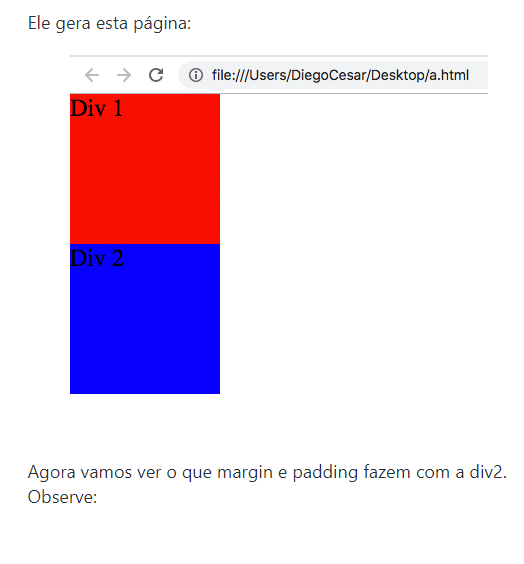 Ele gera esta página:
file:///Users/DiegoCesar/Desktop/a.html
Div 1
Div 2
Agora vamos ver o que margin e padding fazem com a div2.
Observe: